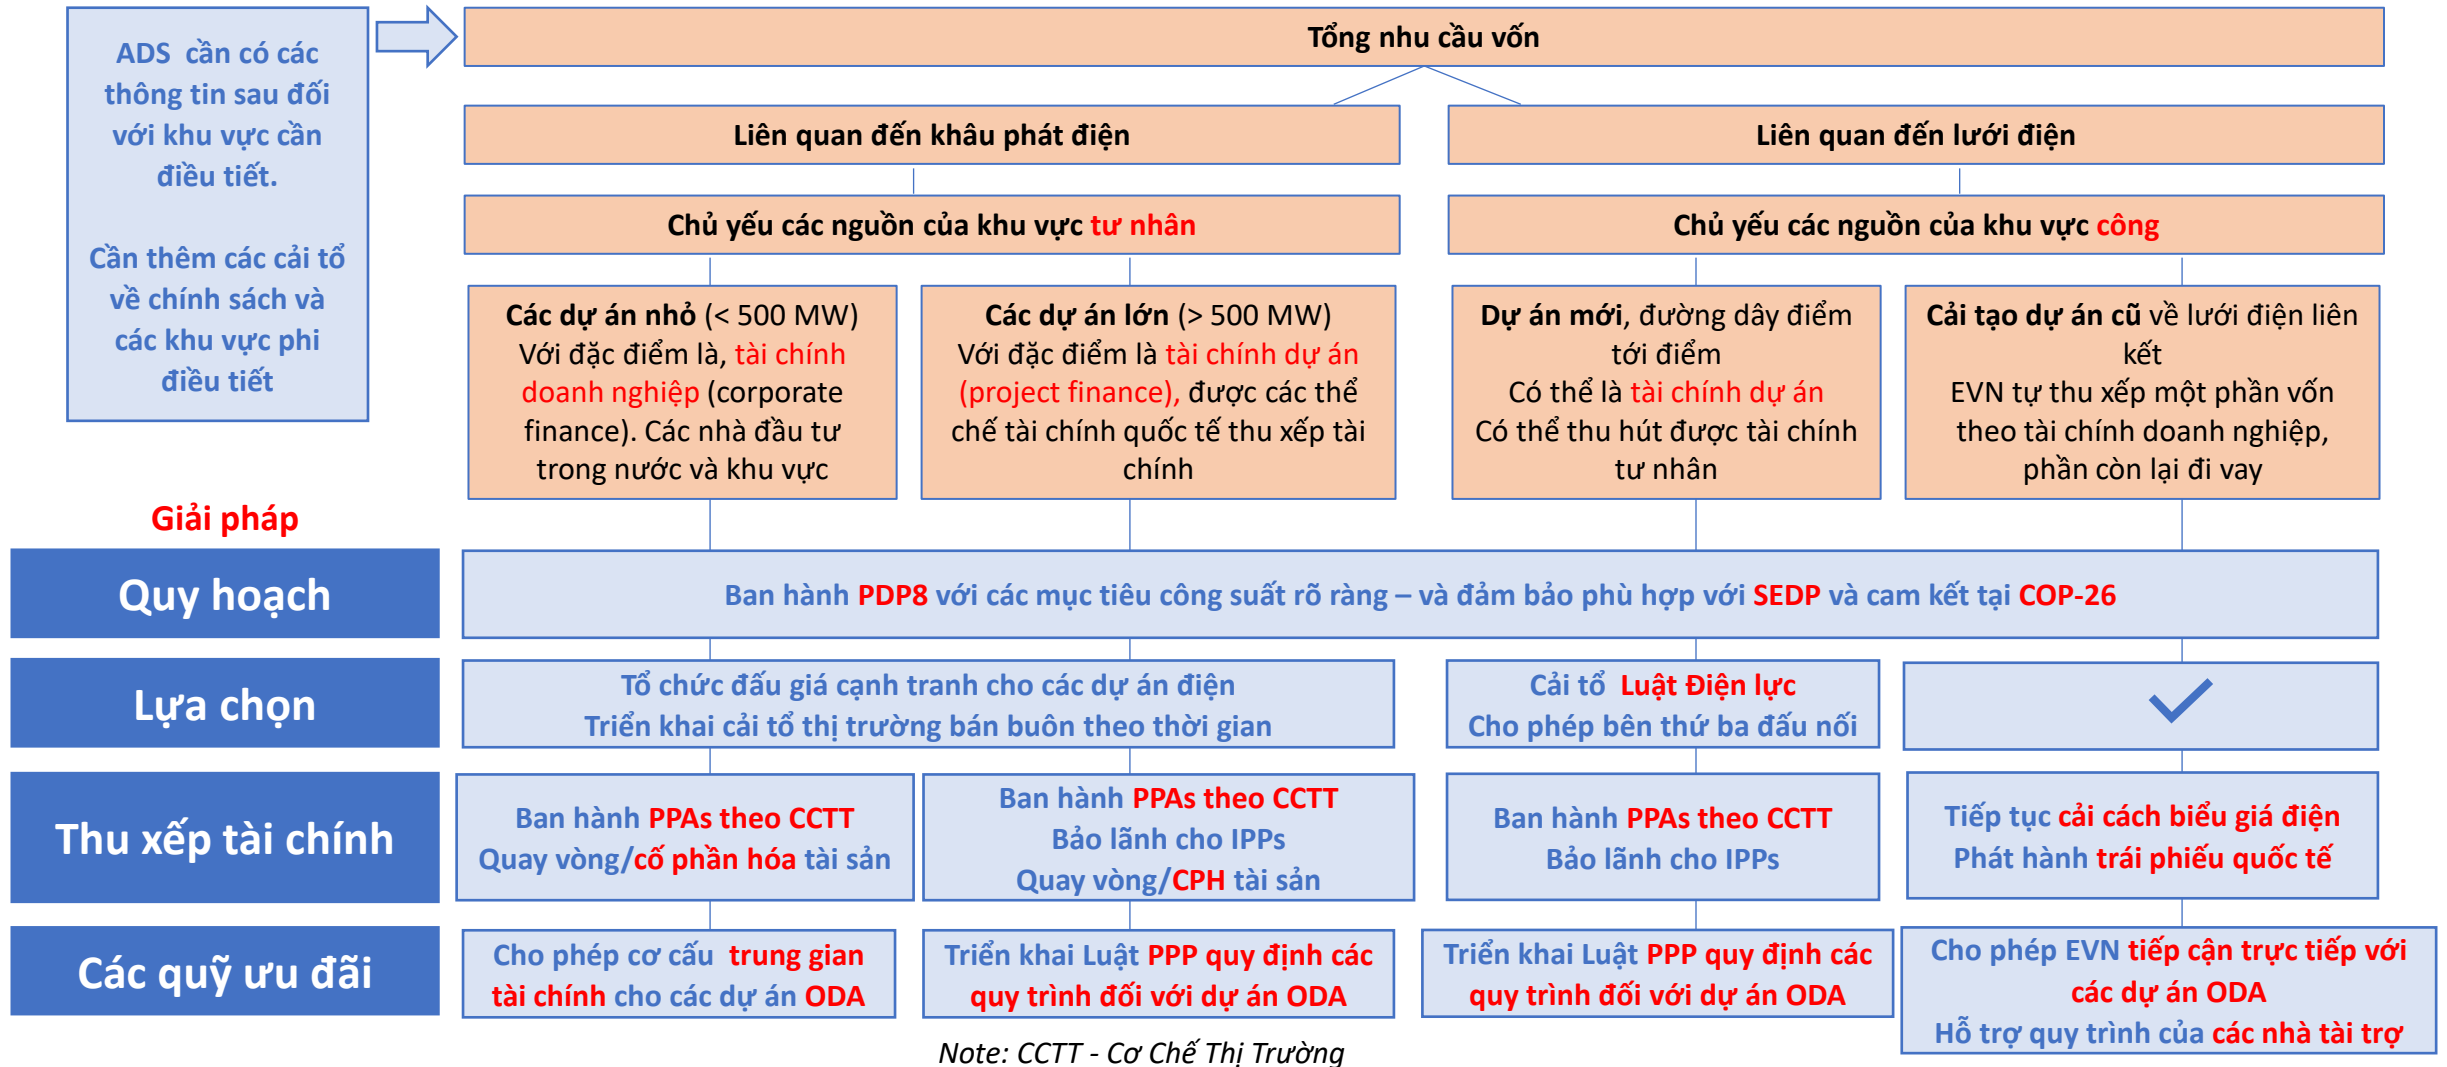 ADS cần có các
thông tin sau đối
với khu vực cần
điều tiết.
Cần thêm các cải tổ
về chính sách và
các khu vực phi
điều tiết
Tổng nhu cầu vốn
Liên quan đến khâu phát điện
Liên quan đến lưới điện
Chủ yếu các nguồn của khu vực tư nhân
Chủ yếu các nguồn của khu vực công
Các dự án nhỏ (< 500 MW)
Với đặc điểm là, tài chính
doanh nghiệp (corporate
finance). Các nhà đầu tư
trong nước và khu vực
Các dự án lớn (> 500 MW)
Với đặc điểm là tài chính dự án
(project finance), được các thể
chế tài chính quốc tế thu xếp tài
chính
Dự án mới, đường dây điểm
tới điểm
Có thể là tài chính dự án
Có thể thu hút được tài chính
tư nhân
Cải tạo dự án cũ về lưới điện liên
kết
EVN tự thu xếp một phần vốn
theo tài chính doanh nghiệp,
phần còn lại đi vay
Giải pháp
Quy hoạch
Ban hành PDP8 với các mục tiêu công suất rõ ràng – và đảm bảo phù hợp với SEDP và cam kết tại COP-26
Lựa chọn
Tổ chức đấu giá cạnh tranh cho các dự án điện
Triển khai cải tổ thị trường bán buôn theo thời gian
Cải tổ Luật Điện lực
Cho phép bên thứ ba đấu nối
Thu xếp tài chính
Ban hành PPAs theo CCTT
Quay vòng/cố phần hóa tài sản
Ban hành PPAs theo CCTT
Bảo lãnh cho IPPs
Quay vòng/CPH tài sản
Ban hành PPAs theo CCTT
Bảo lãnh cho IPPs
Tiếp tục cải cách biểu giá điện
Phát hành trái phiếu quốc tế
Các quỹ ưu đãi
Cho phép cơ cấu trung gian
tài chính cho các dự án ODA
Triển khai Luật PPP quy định các
quy trình đối với dự án ODA
Triển khai Luật PPP quy định các
quy trình đối với dự án ODA
Cho phép EVN tiếp cận trực tiếp với
các dự án ODA
Hỗ trợ quy trình của các nhà tài trợ
Note: CCTT - Cơ Chế Thị Trường